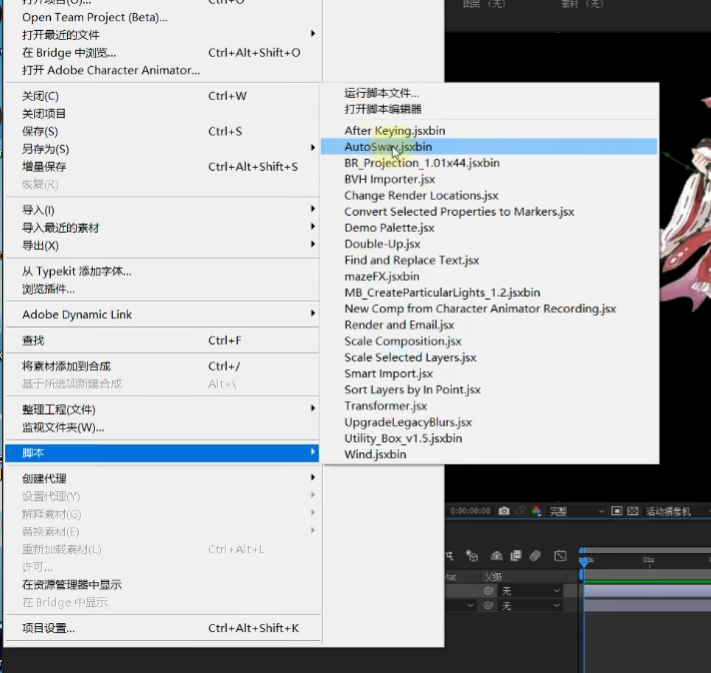 打开项目(O)... Ctrl+O
Open Team Project (Beta)...
打开最近的文件
在 Bridge 中浏览... Ctrl+Alt+Shift+O
打开 Adobe Character Animator...
关闭(C) Ctrl+W
关闭项目
保存(S) Ctrl+S
另存为(S)
增量保存 Ctrl+Alt+Shift+S
恢复(R)
导入(I)
导入最近的素材
导出(X)
从 Typekit 添加字体...
浏览插件...
Adobe Dynamic Link
查找 Ctrl+F
将素材添加到合成 Ctrl+/
基于所选项新建合成 Alt+\
整理工程(文件)
监视文件夹(W)...
脚本
创建代理
设置代理(Y)
解释素材(G)
替换素材(E)
重新加载素材(L) Ctrl+Alt+L
许可...
在资源管理器中显示
在 Bridge 中显示
项目设置... Ctrl+Alt+Shift+K
运行脚本文件...
打开脚本编辑器
After Keying.jsxbin
AutoSway.jsxbin
BR_Projection_1.01x44.jsxbin
BVH Importer.jsx
Change Render Locations.jsx
Convert Selected Properties to Markers.jsx
Demo Palette.jsx
Double-Up.jsx
Find and Replace Text.jsx
mazeFX.jsxbin
MB_CreateParticularLights_1.2.jsxbin
New Comp from Character Animator Recording.jsx
Render and Email.jsx
Scale Composition.jsx
Scale Selected Layers.jsx
Smart Import.jsx
Sort Layers by In Point.jsx
Transformer.jsx
UpgradeLegacyBlurs.jsx
Utility_Box_v1.5.jsxbin
Wind.jsxbin
图层 (无) 素材 (无)
0:00:00:00 完整 活动摄像机
Mat 父级
无
无